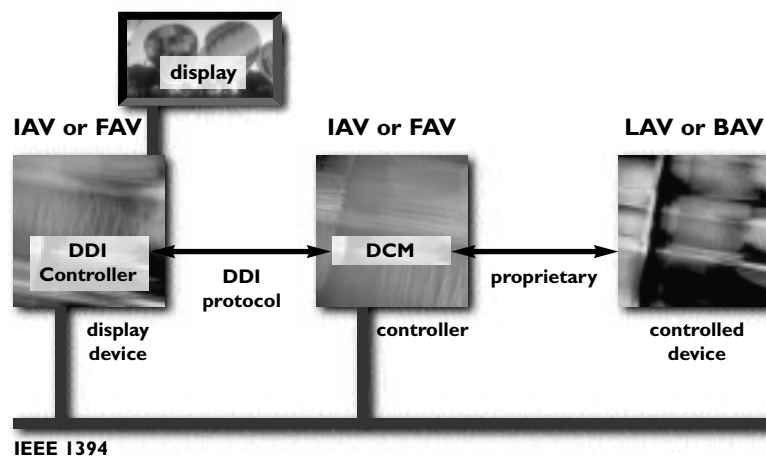 display
IAV or FAV
IAV or FAV
LAV or BAV
DDI
Controller
DDI
protocol
DCM
proprietary
display
device
controller
controlled
device
IEEE 1394